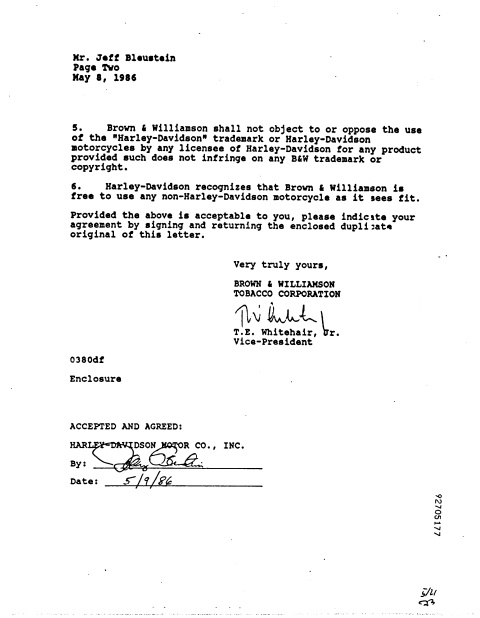 Mr. Jeff Bleustein
Page Two
May 8, 1986
5. Brown & Williamson shall not object to or oppose the use
of the "Harley-Davidson" trademark or Harley-Davidson
motorcycles by any licensee of Harley-Davidson for any product
provided such does not infringe on any B&W trademark or
copyright.
6. Harley-Davidson recognizes that Brown & Williamson is
free to use any non-Harley-Davidson motorcycle as it sees fit.
Provided the above is acceptable to you, please indicate your
agreement by signing and returning the enclosed duplicate
original of this letter.
Very truly yours,
BROWN & WILLIAMSON
TOBACCO CORPORATION
T.E. Whitehair, Jr.
Vice-President
0380df
Enclosure
ACCEPTED AND AGREED:
HARLEY-DAVIDSON MOTOR CO., INC.
By:
Date: 5/9/86
92705177